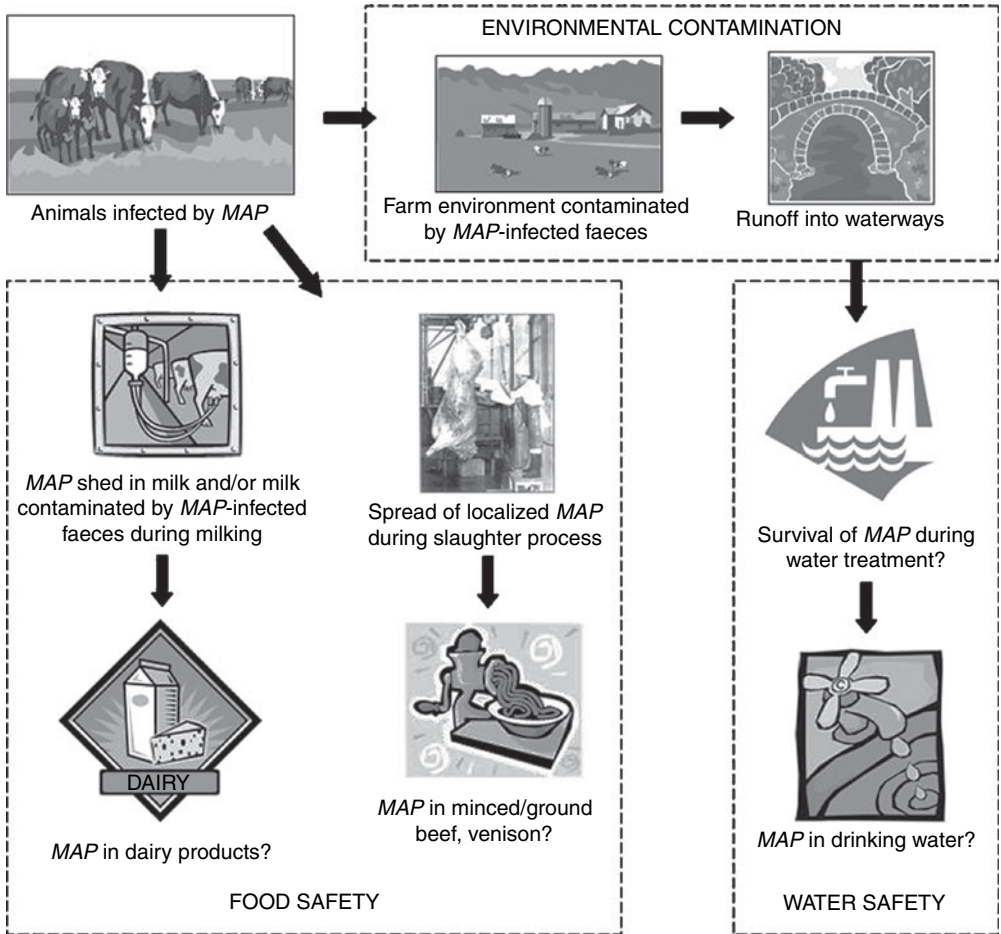 ENVIRONMENTAL CONTAMINATION
Animals infected by MAP
Farm environment contaminated
by MAP-infected faeces
Runoff into waterways
MAP shed in milk and/or milk
contaminated by MAP-infected
faeces during milking
Spread of localized MAP
during slaughter process
Survival of MAP during
water treatment?
DAIRY
MAP in dairy products?
MAP in minced/ground
beef, venison?
MAP in drinking water?
FOOD SAFETY
WATER SAFETY